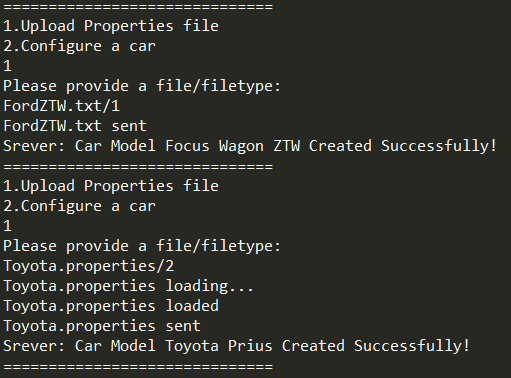 ==============================
1.Upload Properties file
2.Configure a car
1
Please provide a file/filetype:
FordZTW.txt/1
FordZTW.txt sent
Srever: Car Model Focus Wagon ZTW Created Successfully!
==============================
1.Upload Properties file
2.Configure a car
1
Please provide a file/filetype:
Toyota.properties/2
Toyota.properties loading...
Toyota.properties loaded
Toyota.properties sent
Srever: Car Model Toyota Prius Created Successfully!
==============================